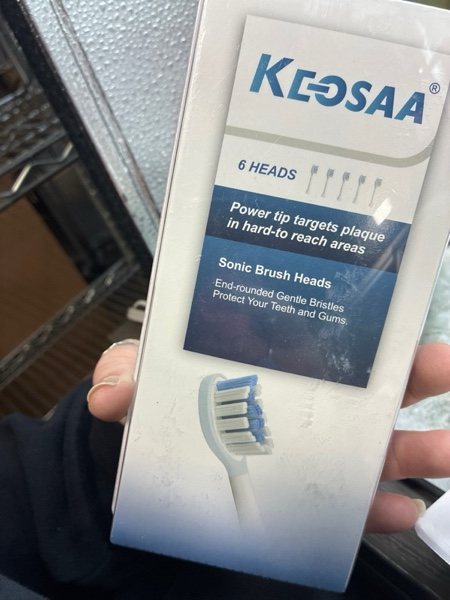 KEOSAA®
6 HEADS
Power tip targets plaque
in hard-to reach areas
Sonic Brush Heads
End-rounded Gentle Bristles
Protect Your Teeth and Gums.